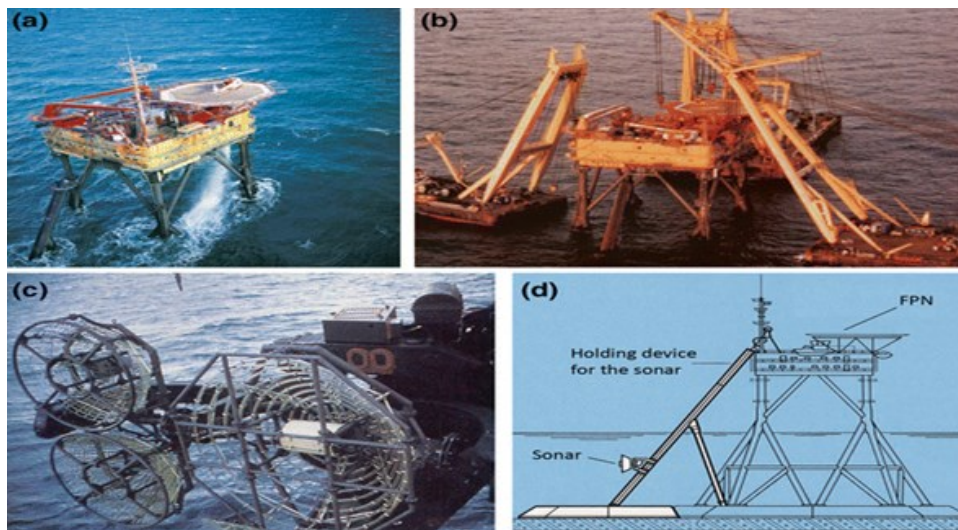 (a)
(b)
(c)
(d)
FPN
Holding device
for the sonar
Sonar